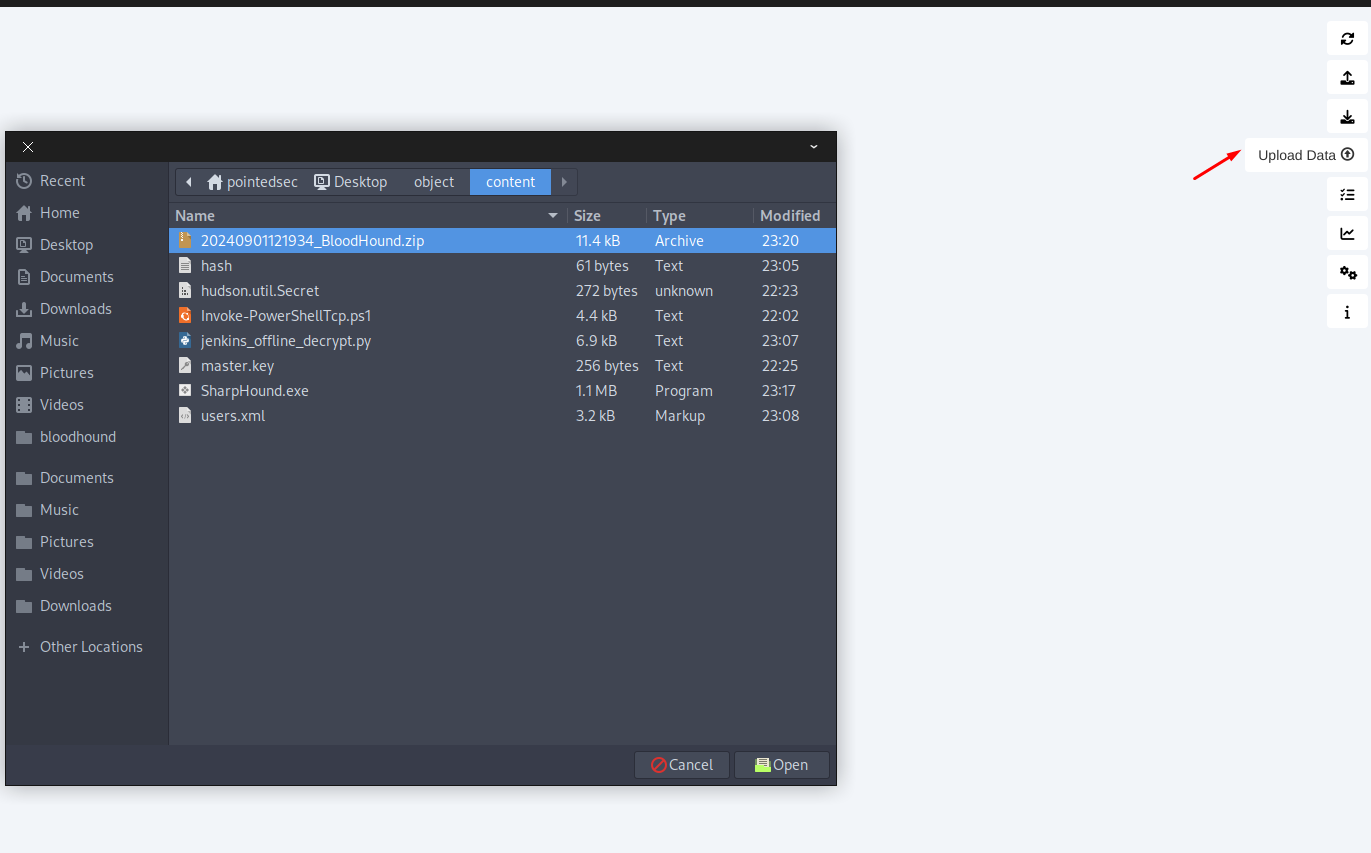 Upload Data
Recent
Home
Desktop
Documents
Downloads
Music
Pictures
Videos
bloodhound
Documents
Music
Pictures
Videos
Downloads
Other Locations
pointedsec Desktop object content
Name Size Type Modified
20240901121934_BloodHound.zip 11.4 kB Archive 23:20
hash 61 bytes Text 23:05
hudson.util.Secret 272 bytes unknown 22:23
Invoke-PowerShellTcp.ps1 4.4 kB Text 22:02
jenkins_offline_decrypt.py 6.9 kB Text 23:07
master.key 256 bytes Text 22:25
SharpHound.exe 1.1 MB Program 23:17
users.xml 3.2 kB Markup 23:08
Cancel Open